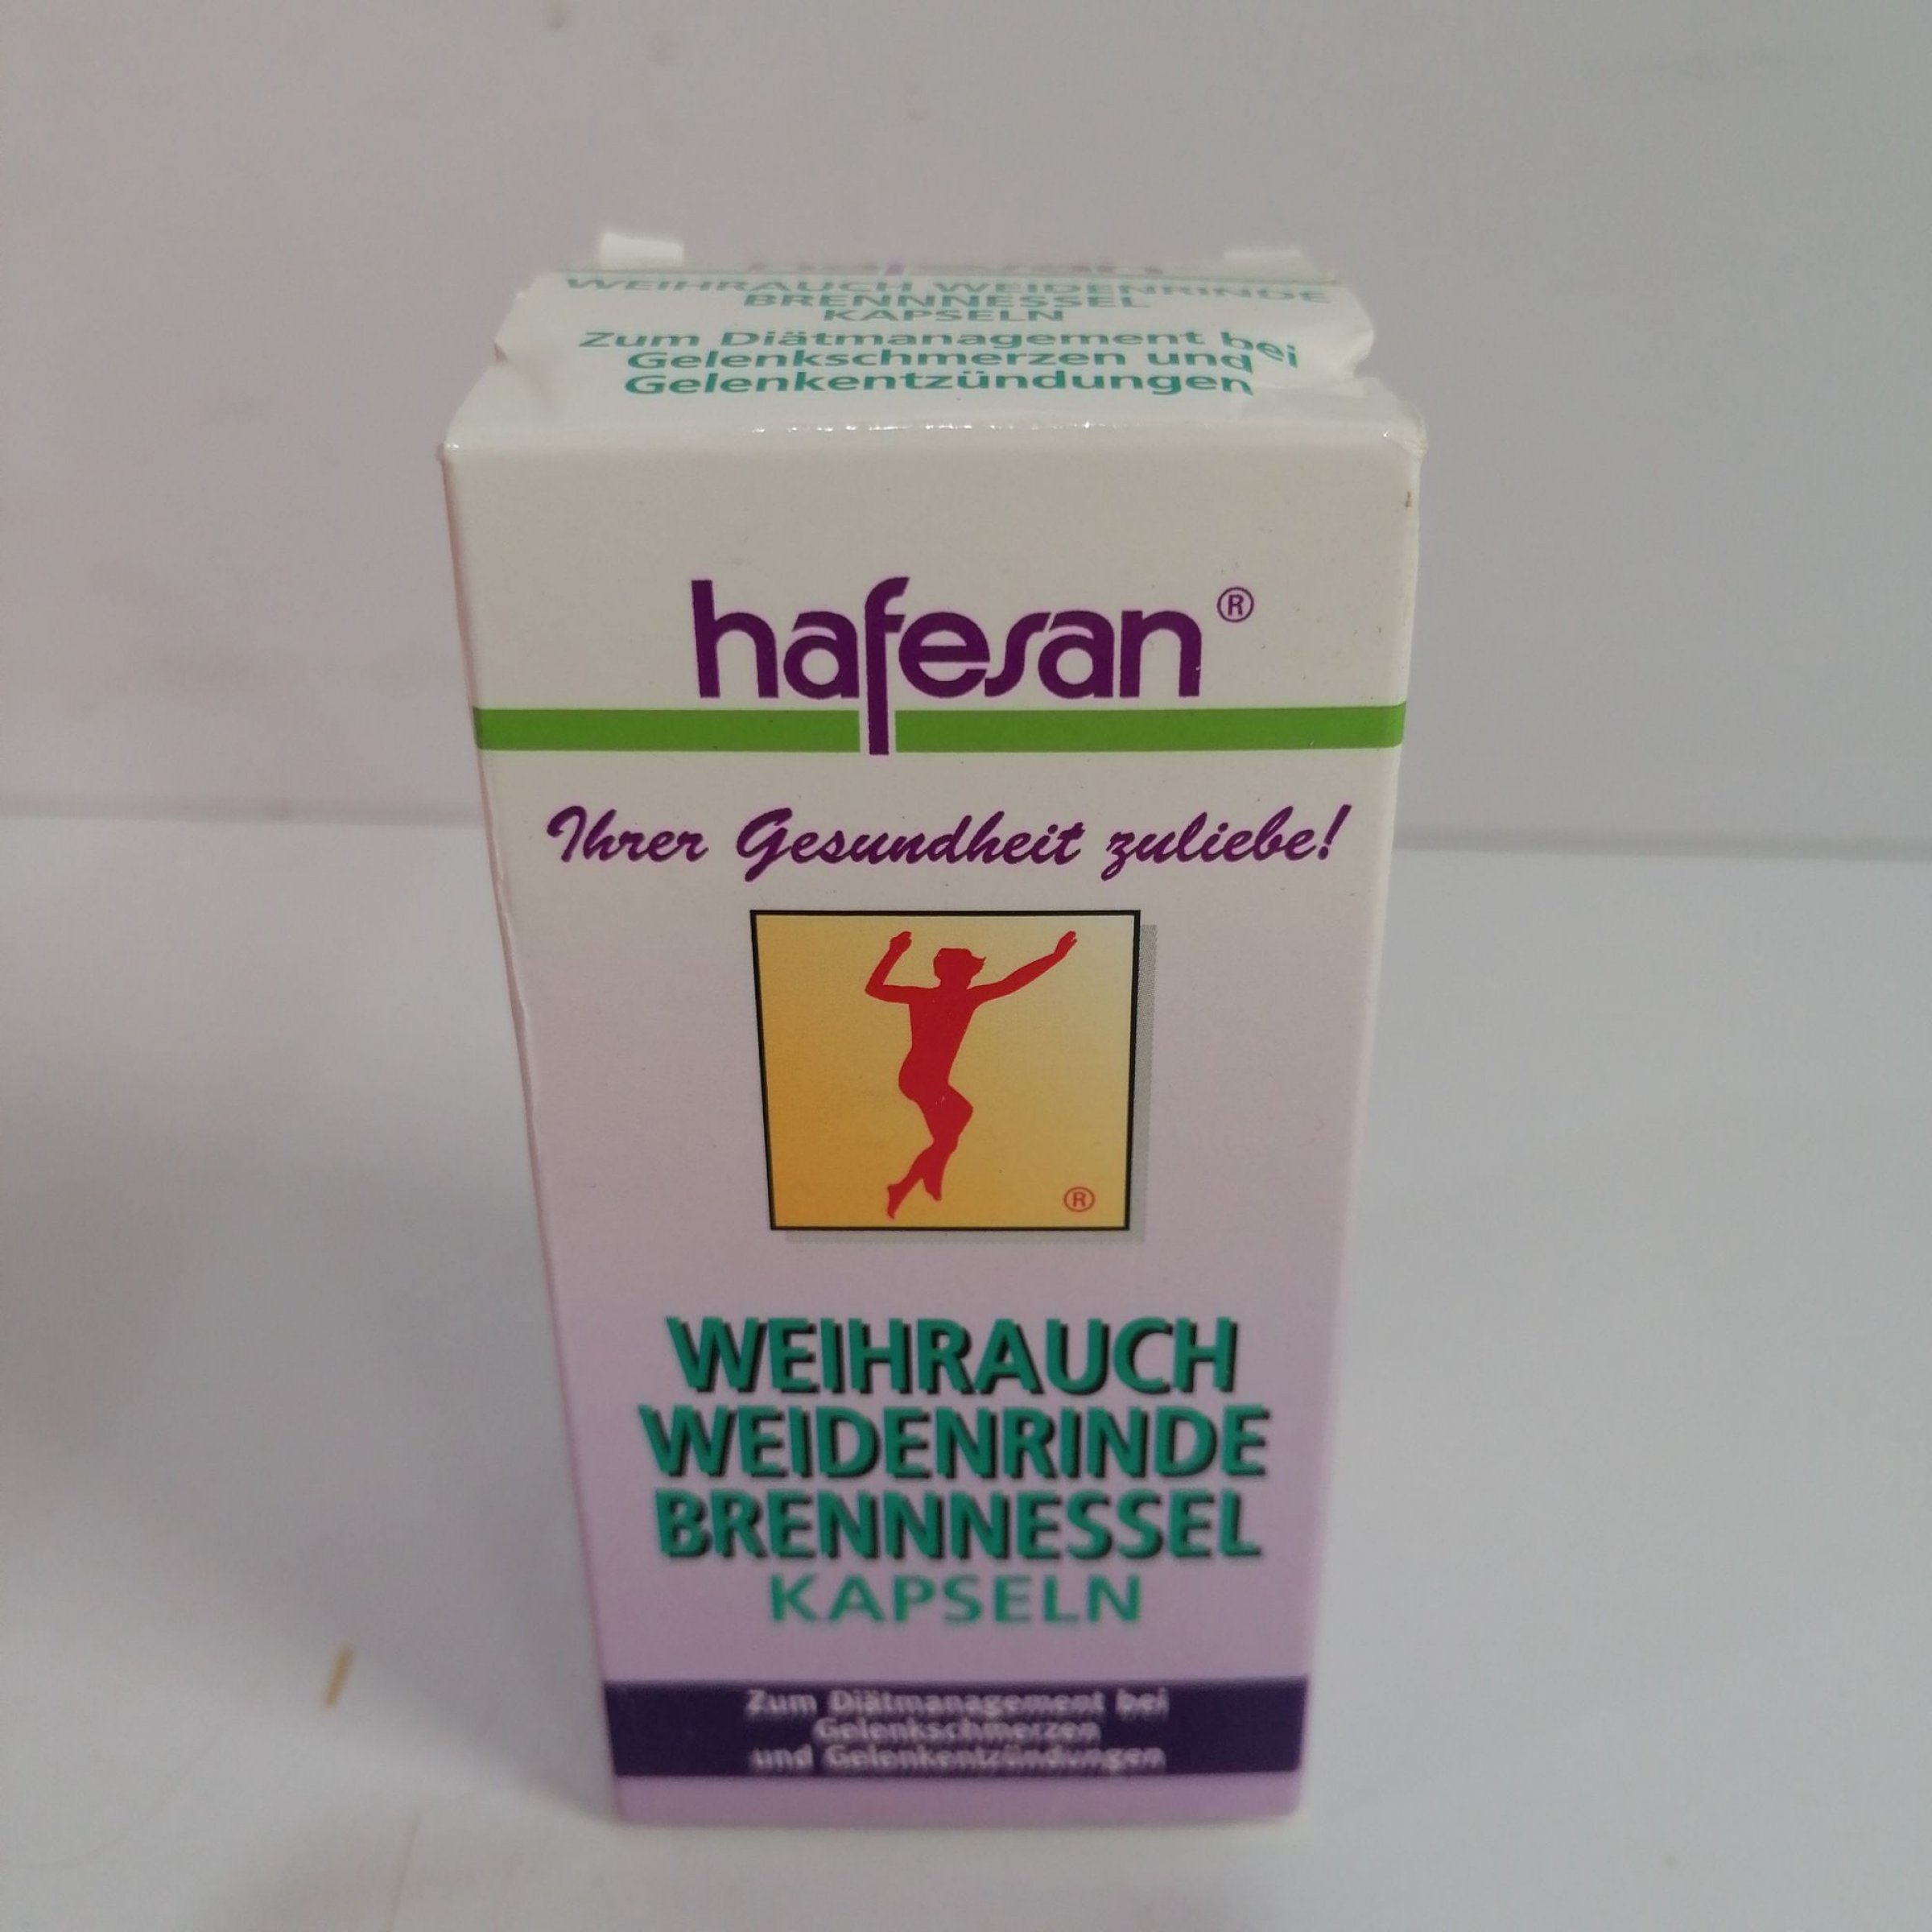 hafesan
WEIHRAUCH WEIDENRINDE
BRENNNESSEL
KAPSELN
Zum Diätmanagement bei
Gelenkschmerzen und
Gelenkentzündungen
hafesan®
Ihrer Gesundheit zuliebe!
®
WEIHRAUCH
WEIDENRINDE
BRENNNESSEL
KAPSELN
Zum Diätmanagement bei
Gelenkschmerzen
und Gelenkentzündungen